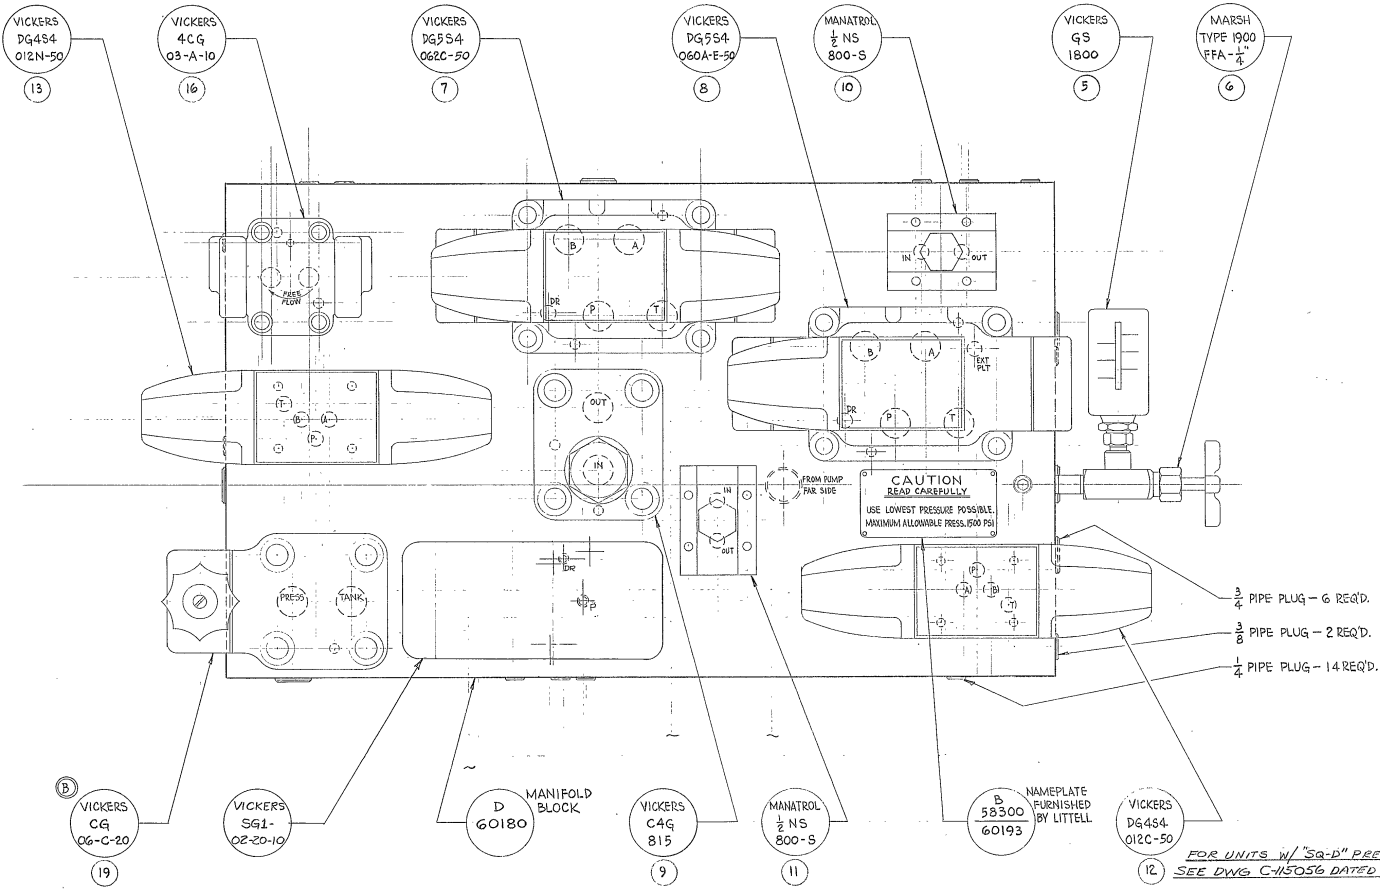 VICKERS
DG4S4
012N-50
13
VICKERS
4CG
03-A-10
16
VICKERS
DG5S4
062C-50
7
VICKERS
DG5S4
060A-E-50
8
MANATROL
1/2 NS
800-S
10
VICKERS
GS
1800
5
MARSH
TYPE 1900
FFA-1/4"
6
B
A
DR
P
T
FREE
FLOW
IN
OUT
B
A
EXT
PLT
DR
P
T
T
B
A
P
OUT
IN
FROM PUMP
FAR SIDE
IN
OUT
CAUTION
READ CAREFULLY
USE LOWEST PRESSURE POSSIBLE.
MAXIMUM ALLOWABLE PRESS. 1500 PSI
PRESS
TANK
DR
P
P
A
B
T
3/4 PIPE PLUG - 6 REQ'D.
3/8 PIPE PLUG - 2 REQ'D.
1/4 PIPE PLUG - 14 REQ'D.
B
VICKERS
CG
06-C-20
19
VICKERS
SG1-
02-20-10
D
60180
MANIFOLD
BLOCK
VICKERS
C4G
815
9
MANATROL
1/2 NS
800-S
11
B
58300
60193
NAMEPLATE
FURNISHED
BY LITTELL
VICKERS
DG4S4
012C-50
12
FOR UNITS W/ "SQ-D" PRE
SEE DWG C-115056 DATED